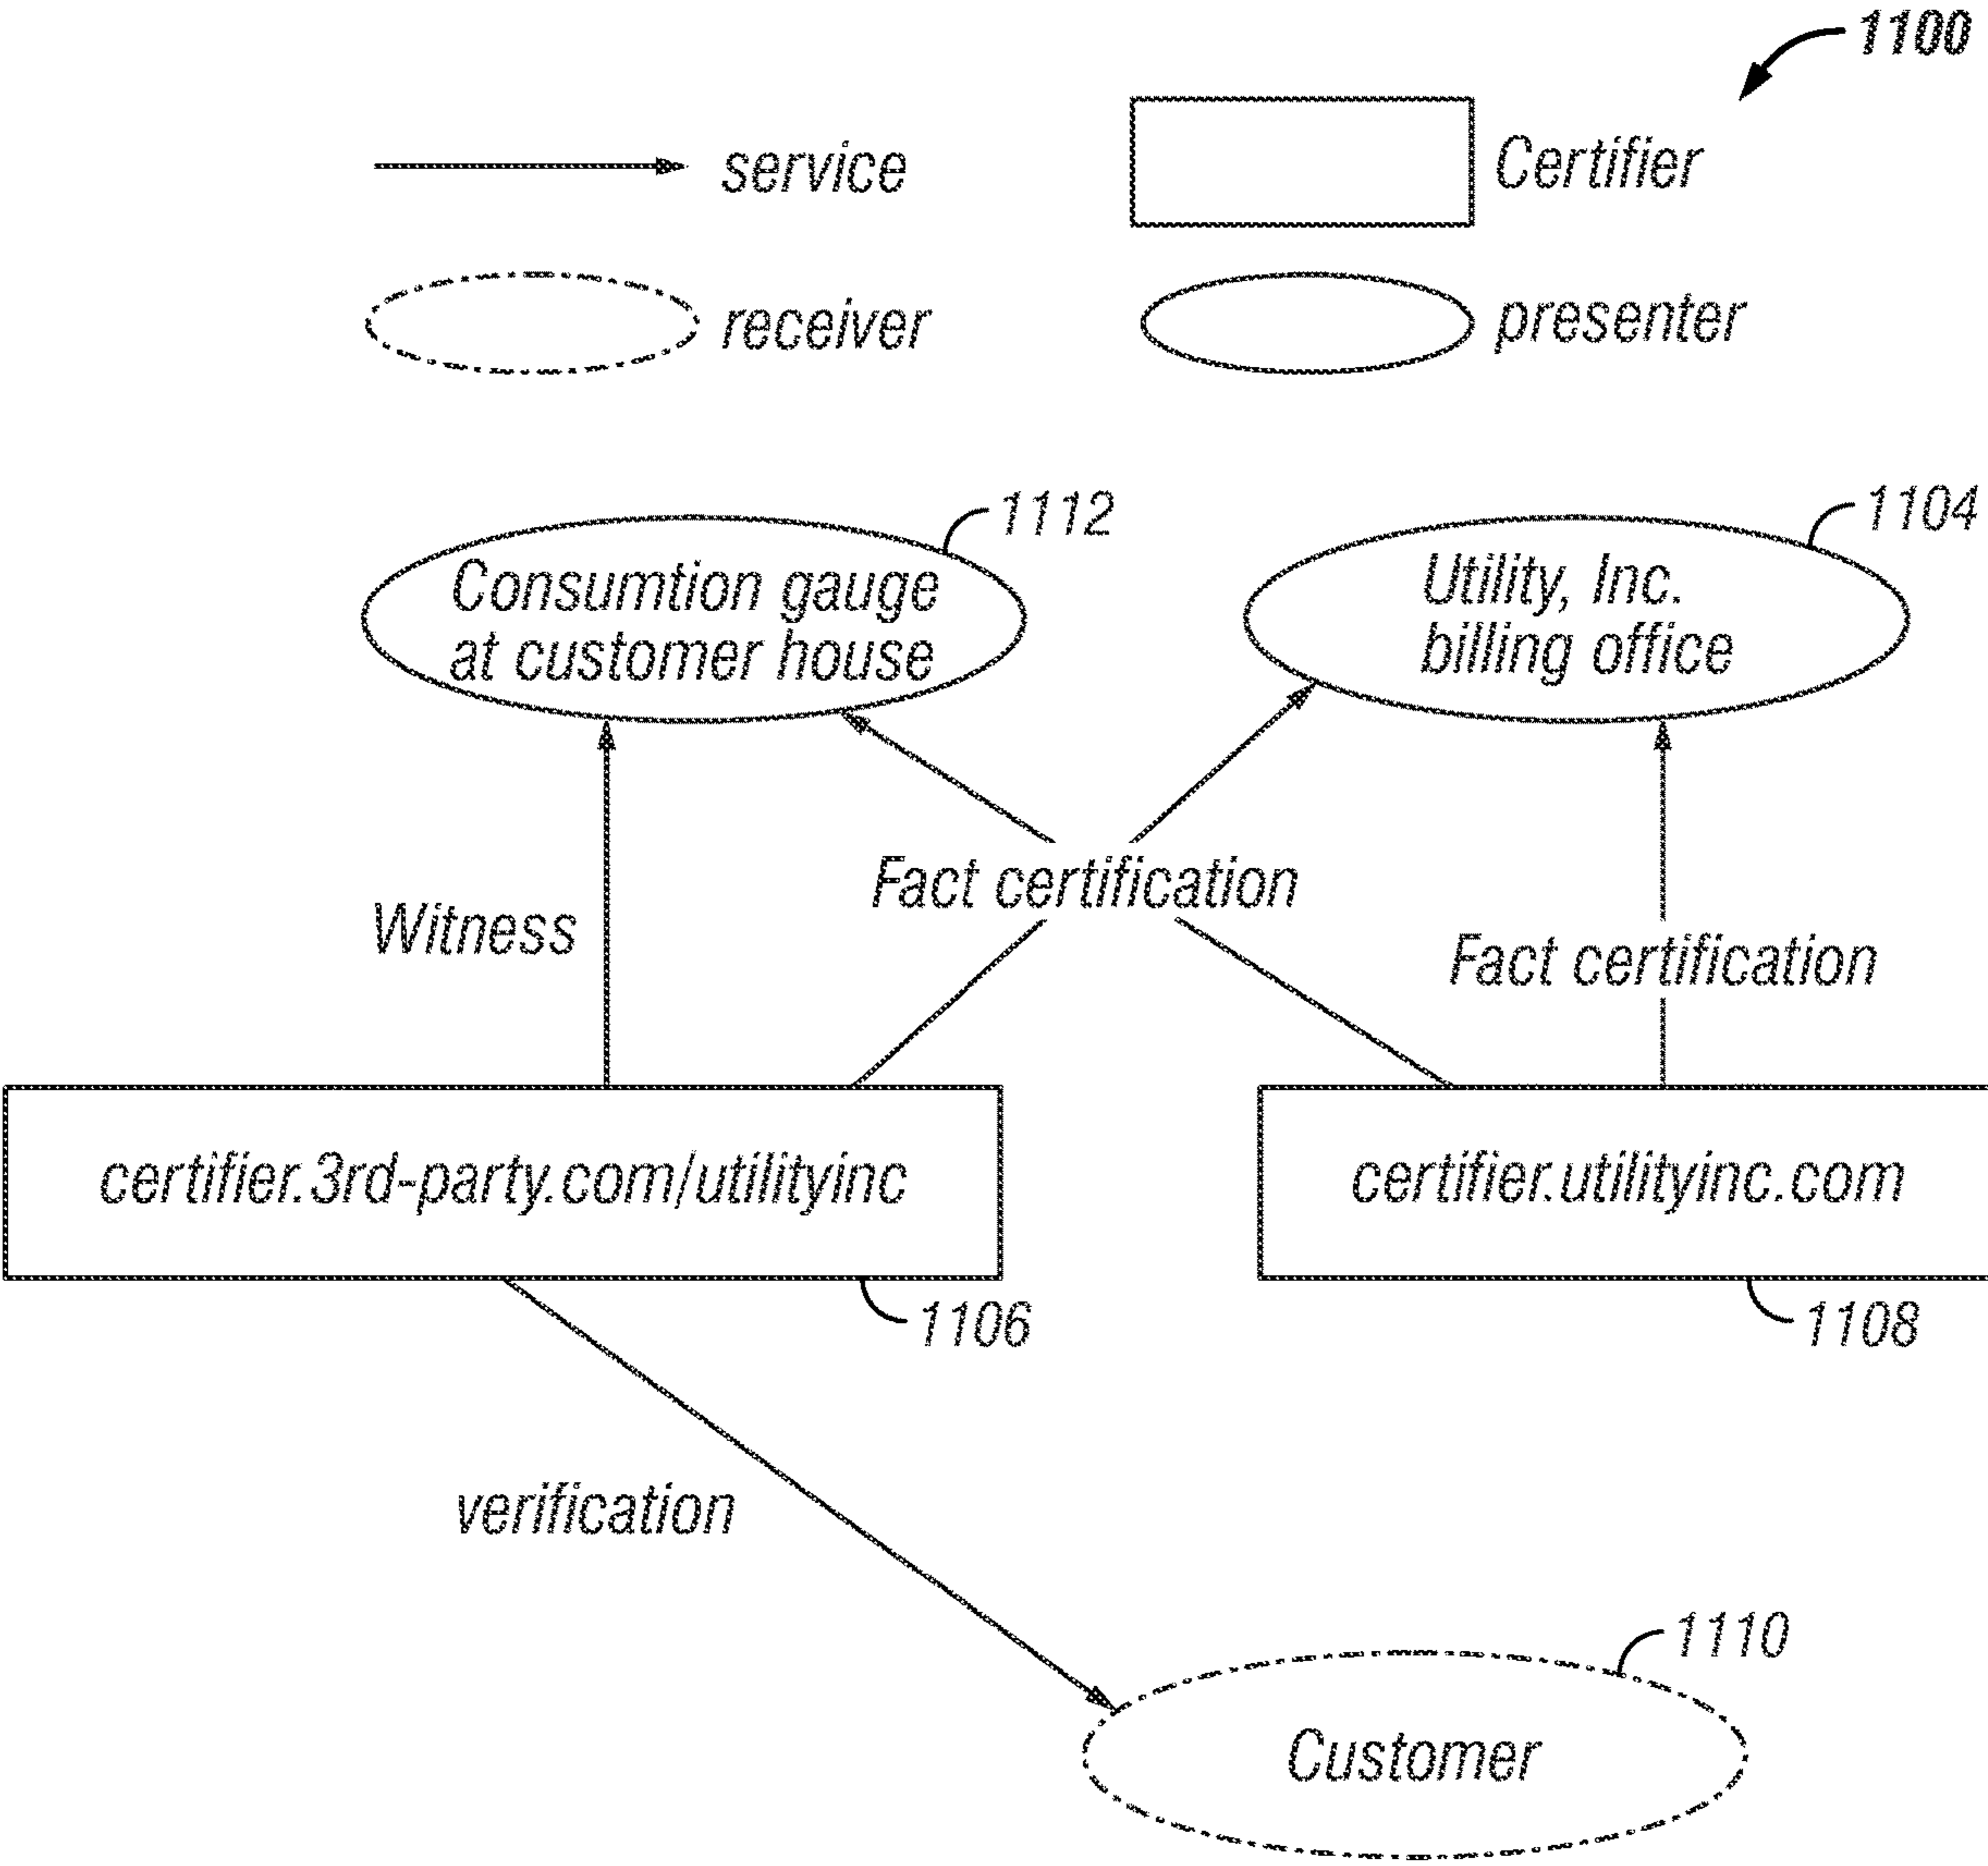 1100
service
Certifier
receiver
presenter
1112
1104
Consumtion gauge
at customer house
Utility, Inc.
billing office
Witness
Fact certification
Fact certification
certifier.3rd-party.com/utilityinc
certifier.utilityinc.com
1106
1108
verification
1110
Customer